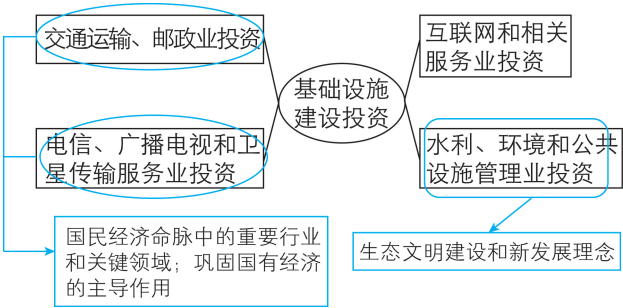 交通运输、邮政业投资
互联网和相关
服务业投资
基础设施
建设投资
电信、广播电视和卫
星传输服务业投资
水利、环境和公共
设施管理业投资
国民经济命脉中的重要行业
和关键领域；巩固国有经济
的主导作用
生态文明建设和新发展理念